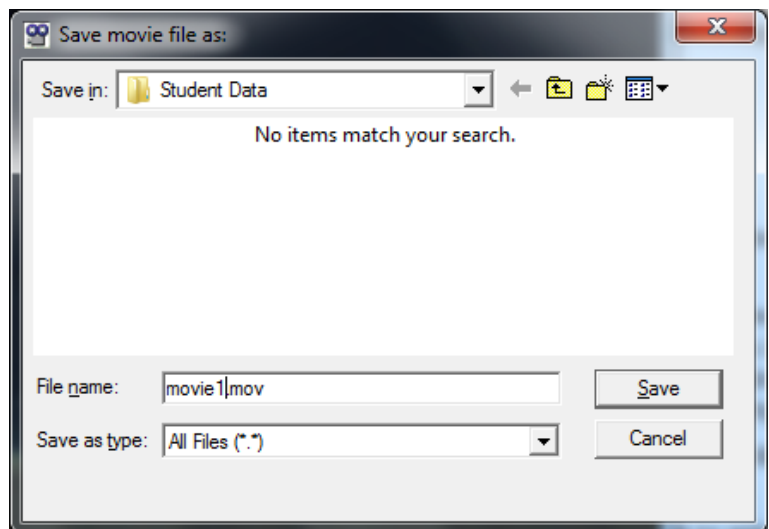 Save movie file as:
Save in: Student Data
No items match your search.
File name: movie1.mov Save
Save as type: All Files (*.*) Cancel